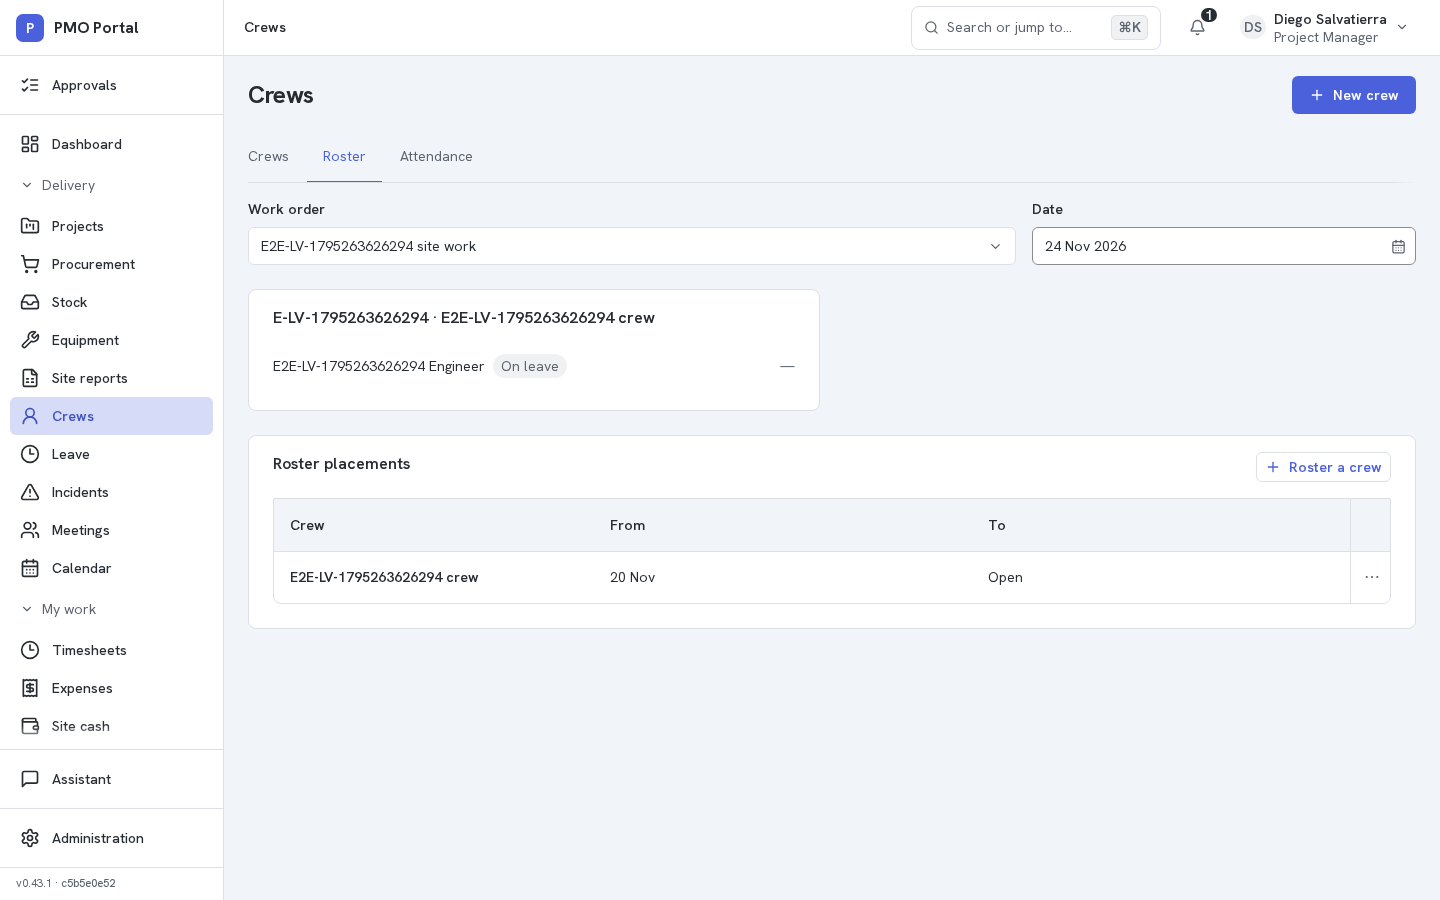 P PMO Portal
Crews
Search or jump to... ⌘K
1
DS
Diego Salvatierra
Project Manager
Approvals
Dashboard
Delivery
Projects
Procurement
Stock
Equipment
Site reports
Crews
Leave
Incidents
Meetings
Calendar
My work
Timesheets
Expenses
Site cash
Assistant
Administration
v0.43.1 · c5b5e0e52
Crews
+ New crew
Crews Roster Attendance
Work order
E2E-LV-1795263626294 site work
Date
24 Nov 2026
E-LV-1795263626294 · E2E-LV-1795263626294 crew
E2E-LV-1795263626294 Engineer On leave —
Roster placements
+ Roster a crew
Crew From To
E2E-LV-1795263626294 crew 20 Nov Open ...